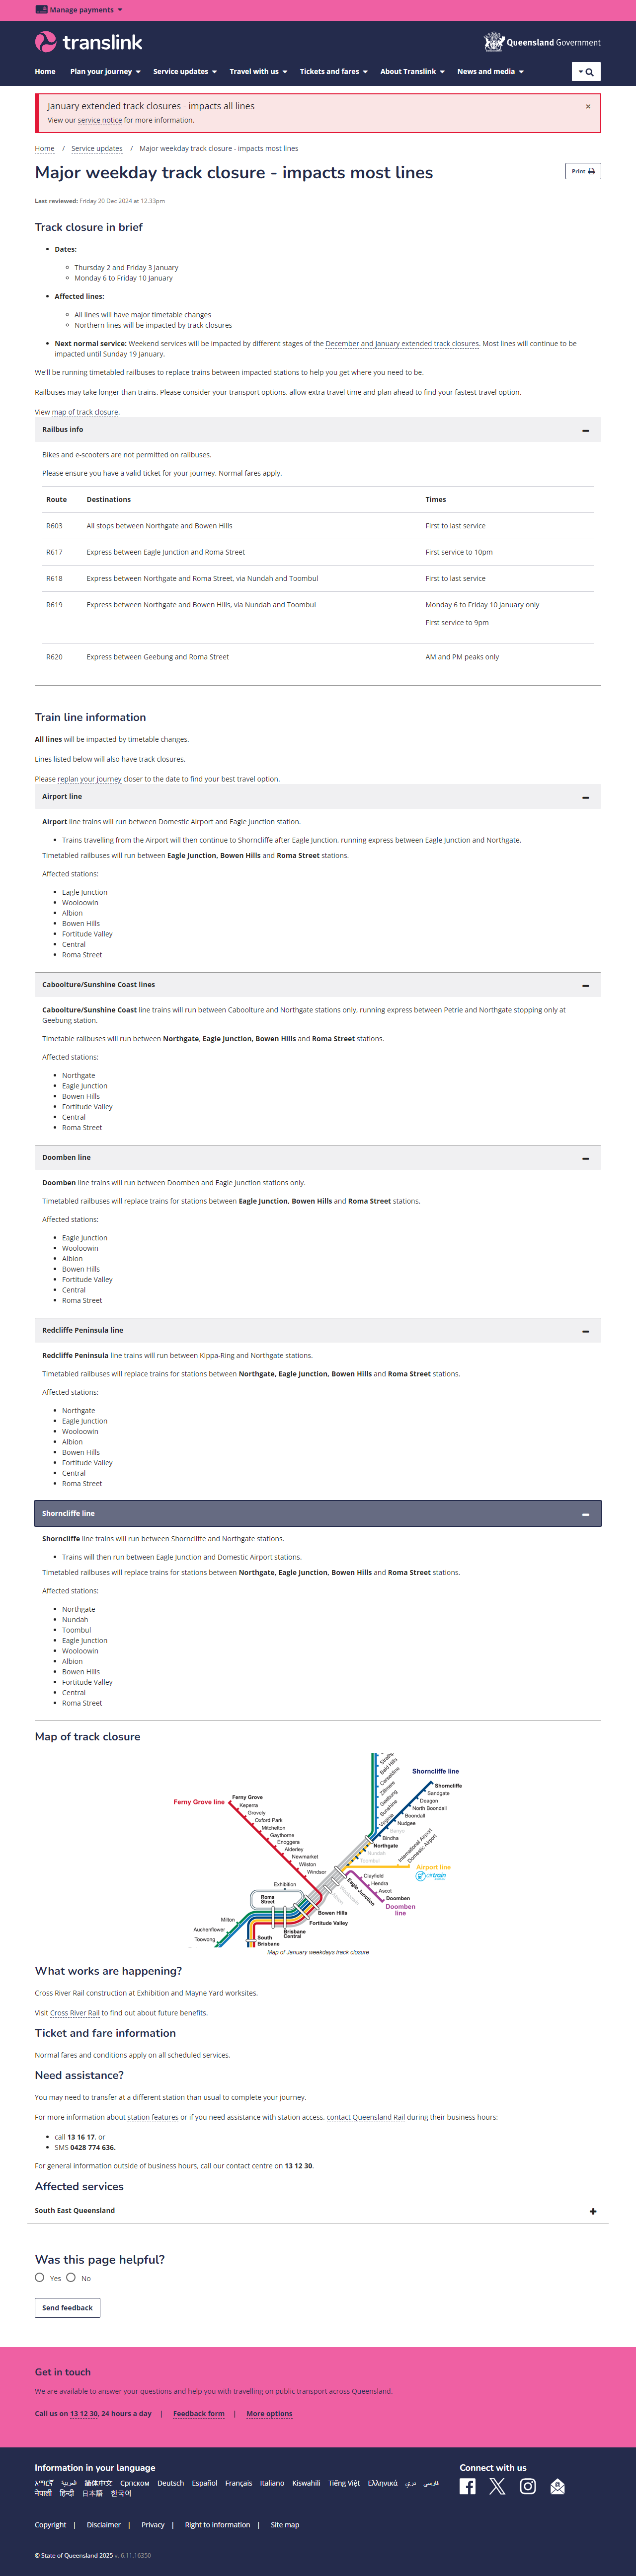 Manage payments
translink
Queensland Government
Home Plan your journey Service updates Travel with us Tickets and fares About Translink News and media
January extended track closures - impacts all lines ×
View our service notice for more information.
Home / Service updates / Major weekday track closure - impacts most lines
Major weekday track closure - impacts most lines
Print
Last reviewed: Friday 20 Dec 2024 at 12.33pm
Track closure in brief
• Dates:
◦ Thursday 2 and Friday 3 January
◦ Monday 6 to Friday 10 January
• Affected lines:
◦ All lines will have major timetable changes
◦ Northern lines will be impacted by track closures
• Next normal service: Weekend services will be impacted by different stages of the December and January extended track closures. Most lines will continue to be
impacted until Sunday 19 January.
We'll be running timetabled railbuses to replace trains between impacted stations to help you get where you need to be.
Railbuses may take longer than trains. Please consider your transport options, allow extra travel time and plan ahead to find your fastest travel option.
View map of track closure.
Railbus info
Bikes and e-scooters are not permitted on railbuses.
Please ensure you have a valid ticket for your journey. Normal fares apply.
Route Destinations Times
R603 All stops between Northgate and Bowen Hills First to last service
R617 Express between Eagle Junction and Roma Street First service to 10pm
R618 Express between Northgate and Roma Street, via Nundah and Toombul First to last service
R619 Express between Northgate and Bowen Hills, via Nundah and Toombul Monday 6 to Friday 10 January only
First service to 9pm
R620 Express between Geebung and Roma Street AM and PM peaks only
Train line information
All lines will be impacted by timetable changes.
Lines listed below will also have track closures.
Please replan your journey closer to the date to find your best travel option.
Airport line
Airport line trains will run between Domestic Airport and Eagle Junction station.
• Trains travelling from the Airport will then continue to Shorncliffe after Eagle Junction, running express between Eagle Junction and Northgate.
Timetabled railbuses will run between Eagle Junction, Bowen Hills and Roma Street stations.
Affected stations:
• Eagle Junction
• Wooloowin
• Albion
• Bowen Hills
• Fortitude Valley
• Central
• Roma Street
Caboolture/Sunshine Coast lines
Caboolture/Sunshine Coast line trains will run between Caboolture and Northgate stations only, running express between Petrie and Northgate stopping only at
Geebung station.
Timetable railbuses will run between Northgate, Eagle Junction, Bowen Hills and Roma Street stations.
Affected stations:
• Northgate
• Eagle Junction
• Bowen Hills
• Fortitude Valley
• Central
• Roma Street
Doomben line
Doomben line trains will run between Doomben and Eagle Junction stations only.
Timetabled railbuses will replace trains for stations between Eagle Junction, Bowen Hills and Roma Street stations.
Affected stations:
• Eagle Junction
• Wooloowin
• Albion
• Bowen Hills
• Fortitude Valley
• Central
• Roma Street
Redcliffe Peninsula line
Redcliffe Peninsula line trains will run between Kippa-Ring and Northgate stations.
Timetabled railbuses will replace trains for stations between Northgate, Eagle Junction, Bowen Hills and Roma Street stations.
Affected stations:
• Northgate
• Eagle Junction
• Wooloowin
• Albion
• Bowen Hills
• Fortitude Valley
• Central
• Roma Street
Shorncliffe line
Shorncliffe line trains will run between Shorncliffe and Northgate stations.
• Trains will then run between Eagle Junction and Domestic Airport stations.
Timetabled railbuses will replace trains for stations between Northgate, Eagle Junction, Bowen Hills and Roma Street stations.
Affected stations:
• Northgate
• Nundah
• Toombul
• Eagle Junction
• Wooloowin
• Albion
• Bowen Hills
• Fortitude Valley
• Central
• Roma Street
Map of track closure
Bald Hills
Carseldine
Zillmere
Geebung
Sunshine
Virginia
Banyo
Bindha
Northgate
Nundah
Toombul
Shorncliffe line
Shorncliffe
Sandgate
Deagon
North Boondall
Boondall
Nudgee
International Airport
Domestic Airport
Airport line
airtrain
Ferny Grove line
Ferny Grove
Keperra
Grovely
Oxford Park
Mitchelton
Gaythorne
Enoggera
Alderley
Newmarket
Wilston
Windsor
Clayfield
Hendra
Ascot
Doomben
Doomben
line
Eagle Junction
Exhibition
Roma
Street
Bowen Hills
Fortitude Valley
Brisbane
Central
South
Brisbane
Milton
Auchenflower
Toowong
Map of January weekdays track closure
What works are happening?
Cross River Rail construction at Exhibition and Mayne Yard worksites.
Visit Cross River Rail to find out about future benefits.
Ticket and fare information
Normal fares and conditions apply on all scheduled services.
Need assistance?
You may need to transfer at a different station than usual to complete your journey.
For more information about station features or if you need assistance with station access, contact Queensland Rail during their business hours:
• call 13 16 17, or
• SMS 0428 774 636.
For general information outside of business hours, call our contact centre on 13 12 30.
Affected services
South East Queensland
Was this page helpful?
Yes No
Send feedback
Get in touch
We are available to answer your questions and help you with travelling on public transport across Queensland.
Call us on 13 12 30, 24 hours a day | Feedback form | More options
Information in your language
አማርኛ العربية 简体中文 Српском Deutsch Español Français Italiano Kiswahili Tiếng Việt Ελληνικά دری فارسی
नेपाली हिन्दी 日本語 한국어
Connect with us
Copyright | Disclaimer | Privacy | Right to information | Site map
© State of Queensland 2025 v. 6.11.16350